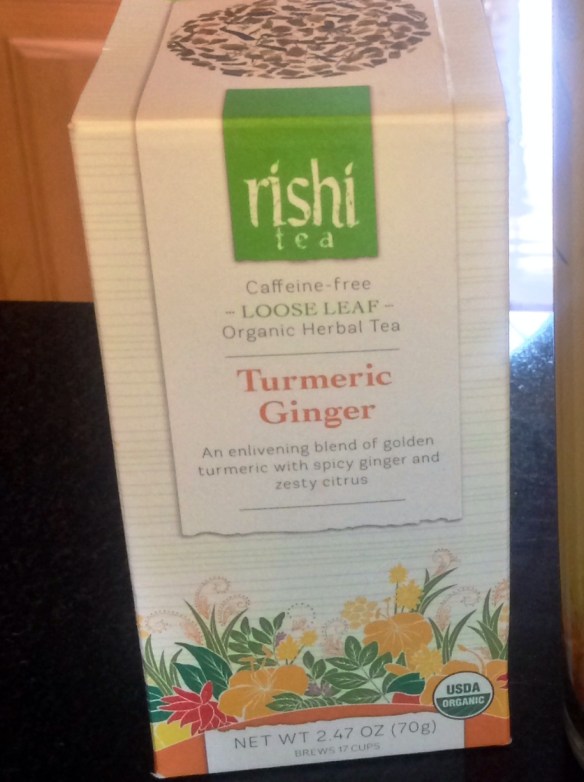 rishi
tea
Caffeine-free
– LOOSE LEAF –
Organic Herbal Tea
Turmeric
Ginger
An enlivening blend of golden
turmeric with spicy ginger and
zesty citrus
USDA
ORGANIC
NET WT 2.47 OZ (70g)
BREWS 17 CUPS